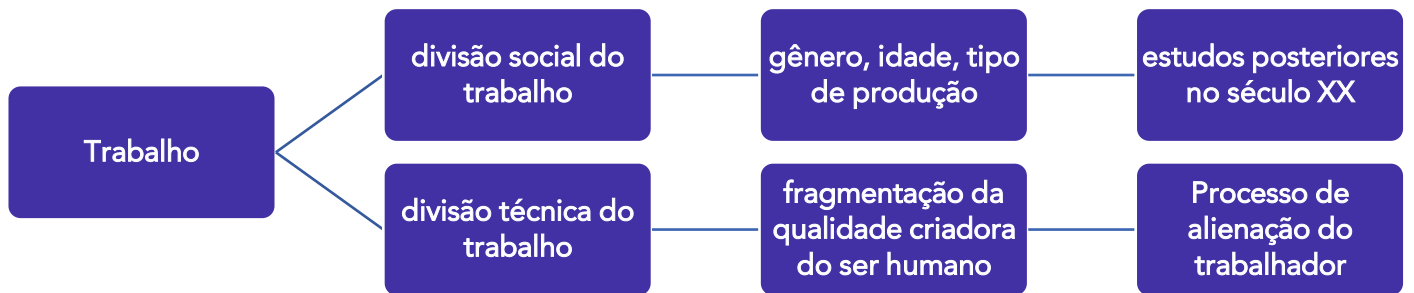 Trabalho
divisão social do
trabalho
gênero, idade, tipo
de produção
estudos posteriores
no século XX
divisão técnica do
trabalho
fragmentação da
qualidade criadora
do ser humano
Processo de
alienação do
trabalhador